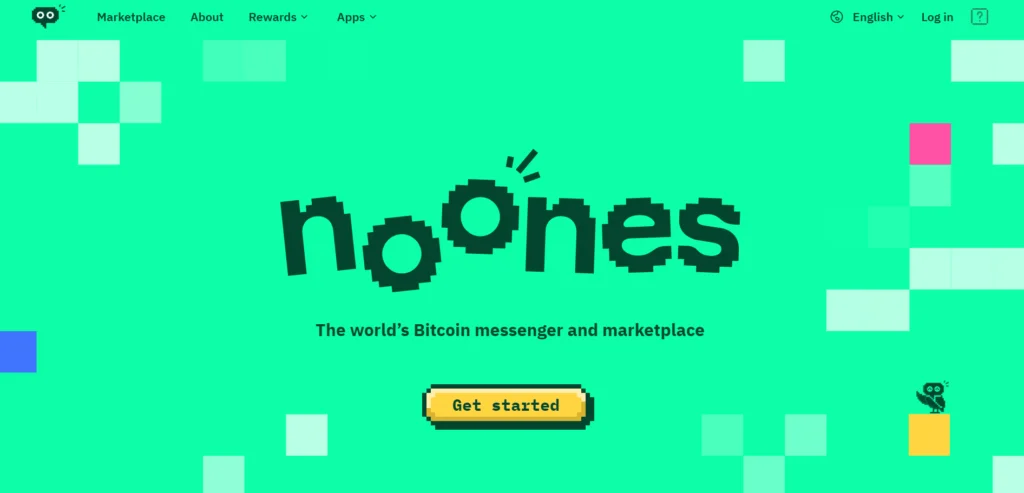 Marketplace About Rewards Apps English Log in ?
noones
The world's Bitcoin messenger and marketplace
Get started